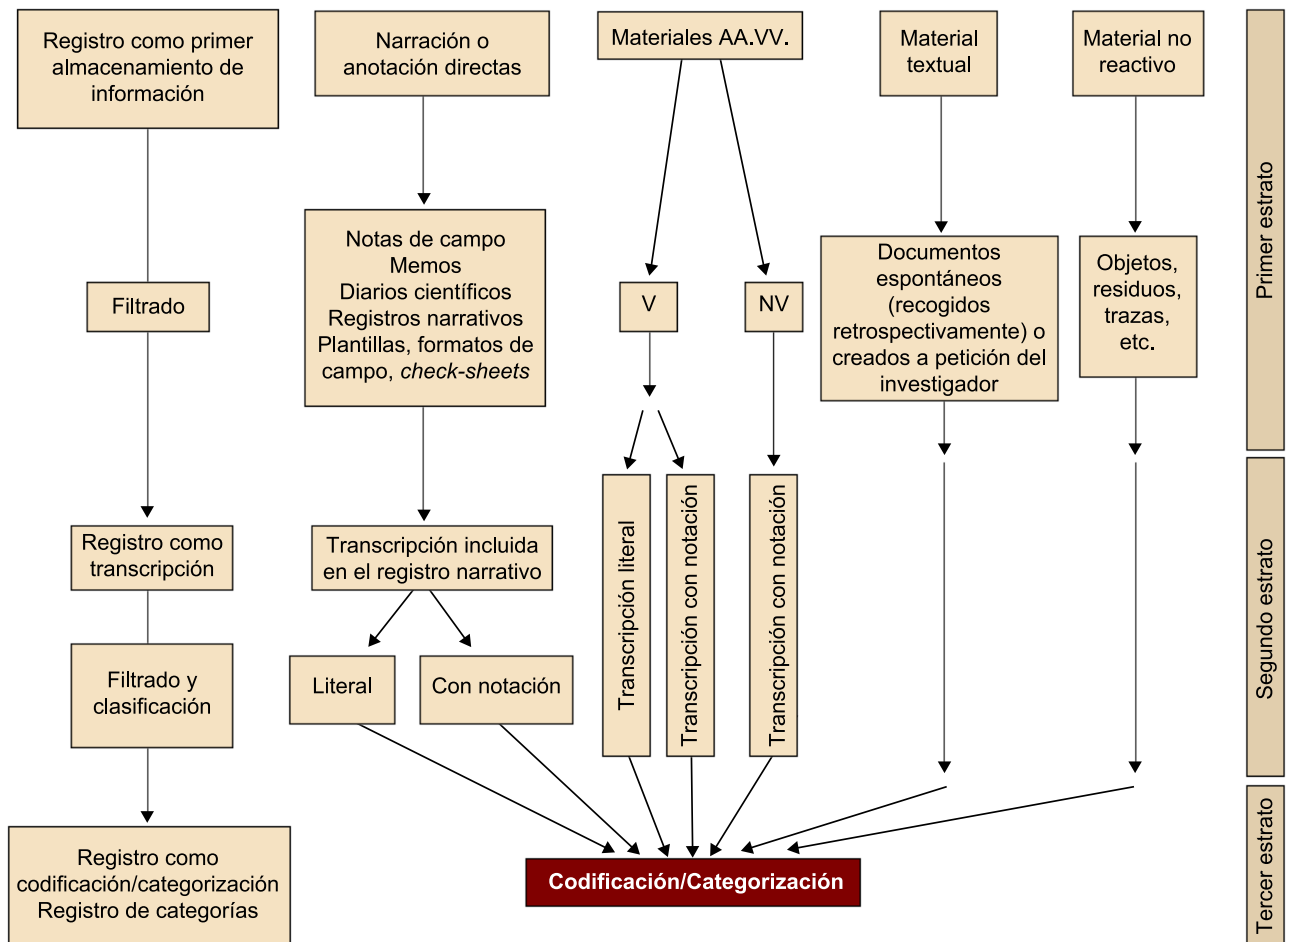 Registro como primer
almacenamiento de
información
Narración o
anotación directas
Materiales AA.VV.
Material
textual
Material no
reactivo
Primer estrato
Filtrado
Notas de campo
Memos
Diarios científicos
Registros narrativos
Plantillas, formatos de
campo, check-sheets
V
NV
Documentos
espontáneos
(recogidos
retrospectivamente) o
creados a petición del
investigador
Objetos,
residuos,
trazas,
etc.
Registro como
transcripción
Transcripción incluida
en el registro narrativo
Transcripción literal
Transcripción con notación
Transcripción con notación
Segundo estrato
Filtrado y
clasificación
Literal
Con notación
Registro como
codificación/categorización
Registro de categorías
Codificación/Categorización
Tercer estrato